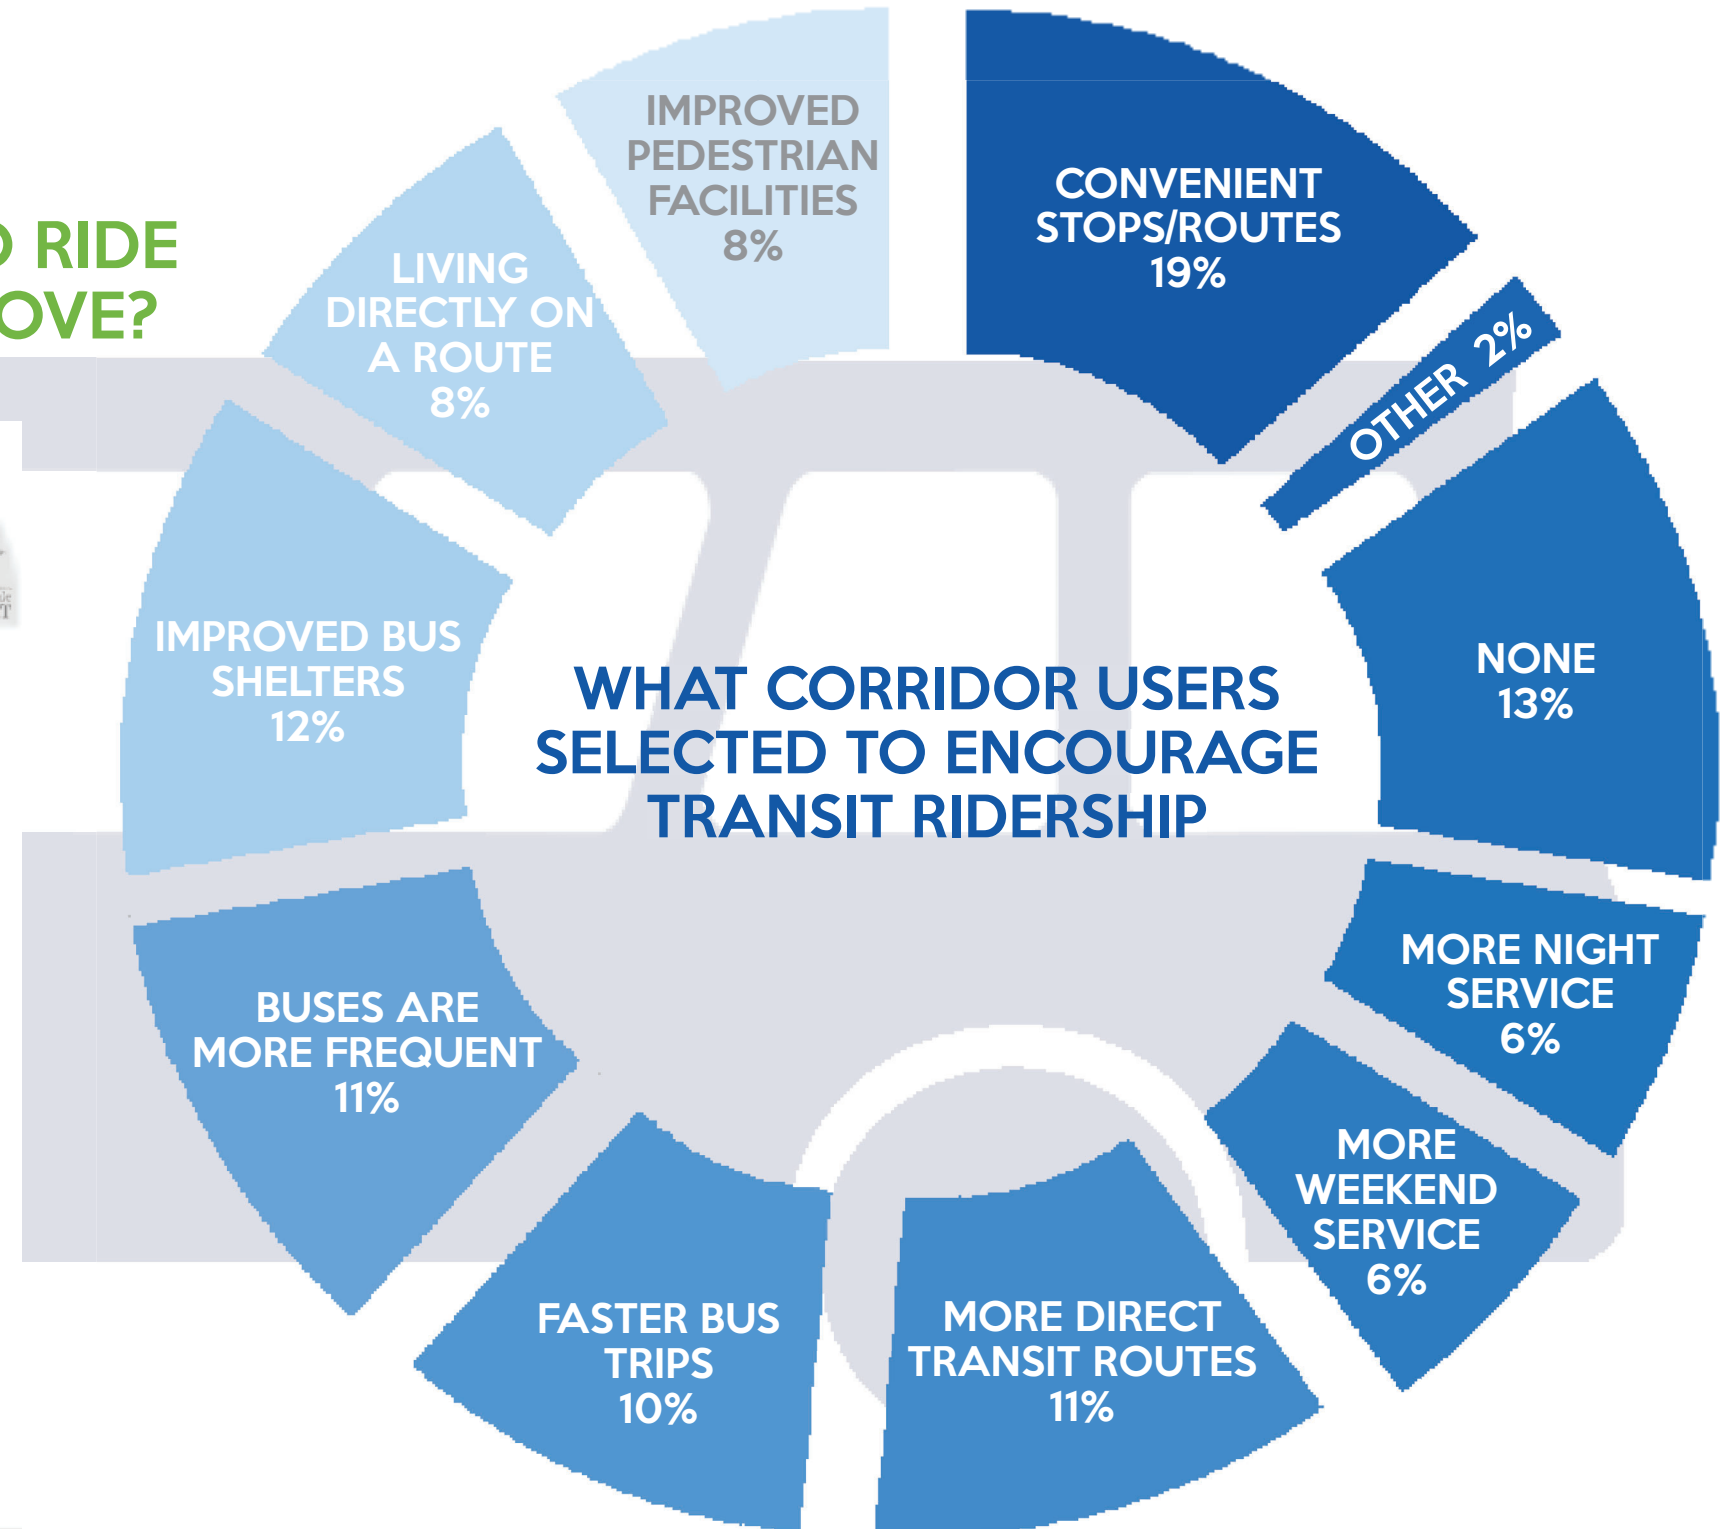 RIDE
OVE?
IMPROVED
PEDESTRIAN
FACILITIES
8%
CONVENIENT
STOPS/ROUTES
19%
OTHER 2%
NONE
13%
MORE NIGHT
SERVICE
6%
MORE
WEEKEND
SERVICE
6%
MORE DIRECT
TRANSIT ROUTES
11%
FASTER BUS
TRIPS
10%
BUSES ARE
MORE FREQUENT
11%
IMPROVED BUS
SHELTERS
12%
LIVING
DIRECTLY ON
A ROUTE
8%
WHAT CORRIDOR USERS
SELECTED TO ENCOURAGE
TRANSIT RIDERSHIP